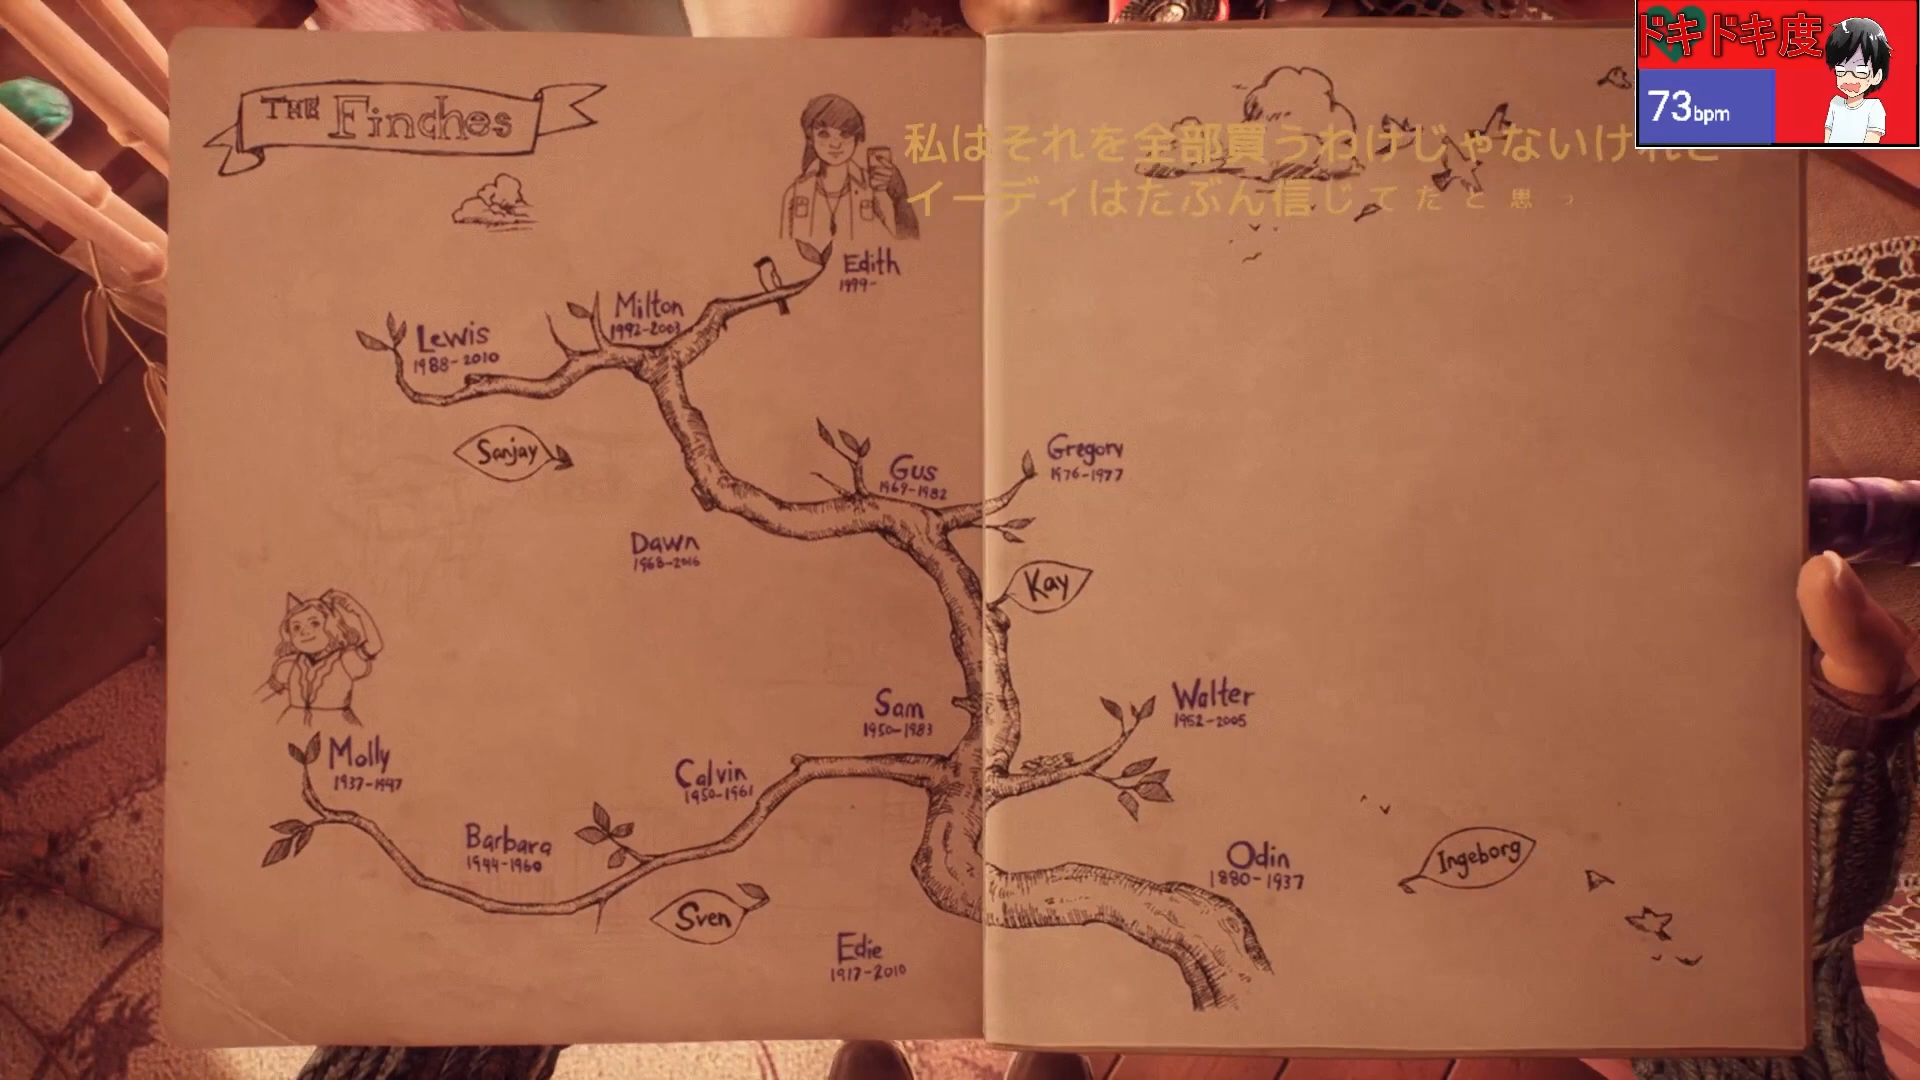 THE Finches
ドキドキ度
73bpm
私はそれを全部買うわけじゃないけれど
イーディはたぶん信じてたと思っ
Edith
1999-
Milton
1992-2003
Lewis
1988-2010
Sanjay
Gus
1969-1982
Gregory
1976-1977
Dawn
1968-2016
Kay
Sam
1950-1983
Walter
1952-2005
Molly
1937-1947
Calvin
1950-1961
Barbara
1944-1960
Odin
1880-1937
Ingeborg
Sven
Edie
1917-2010